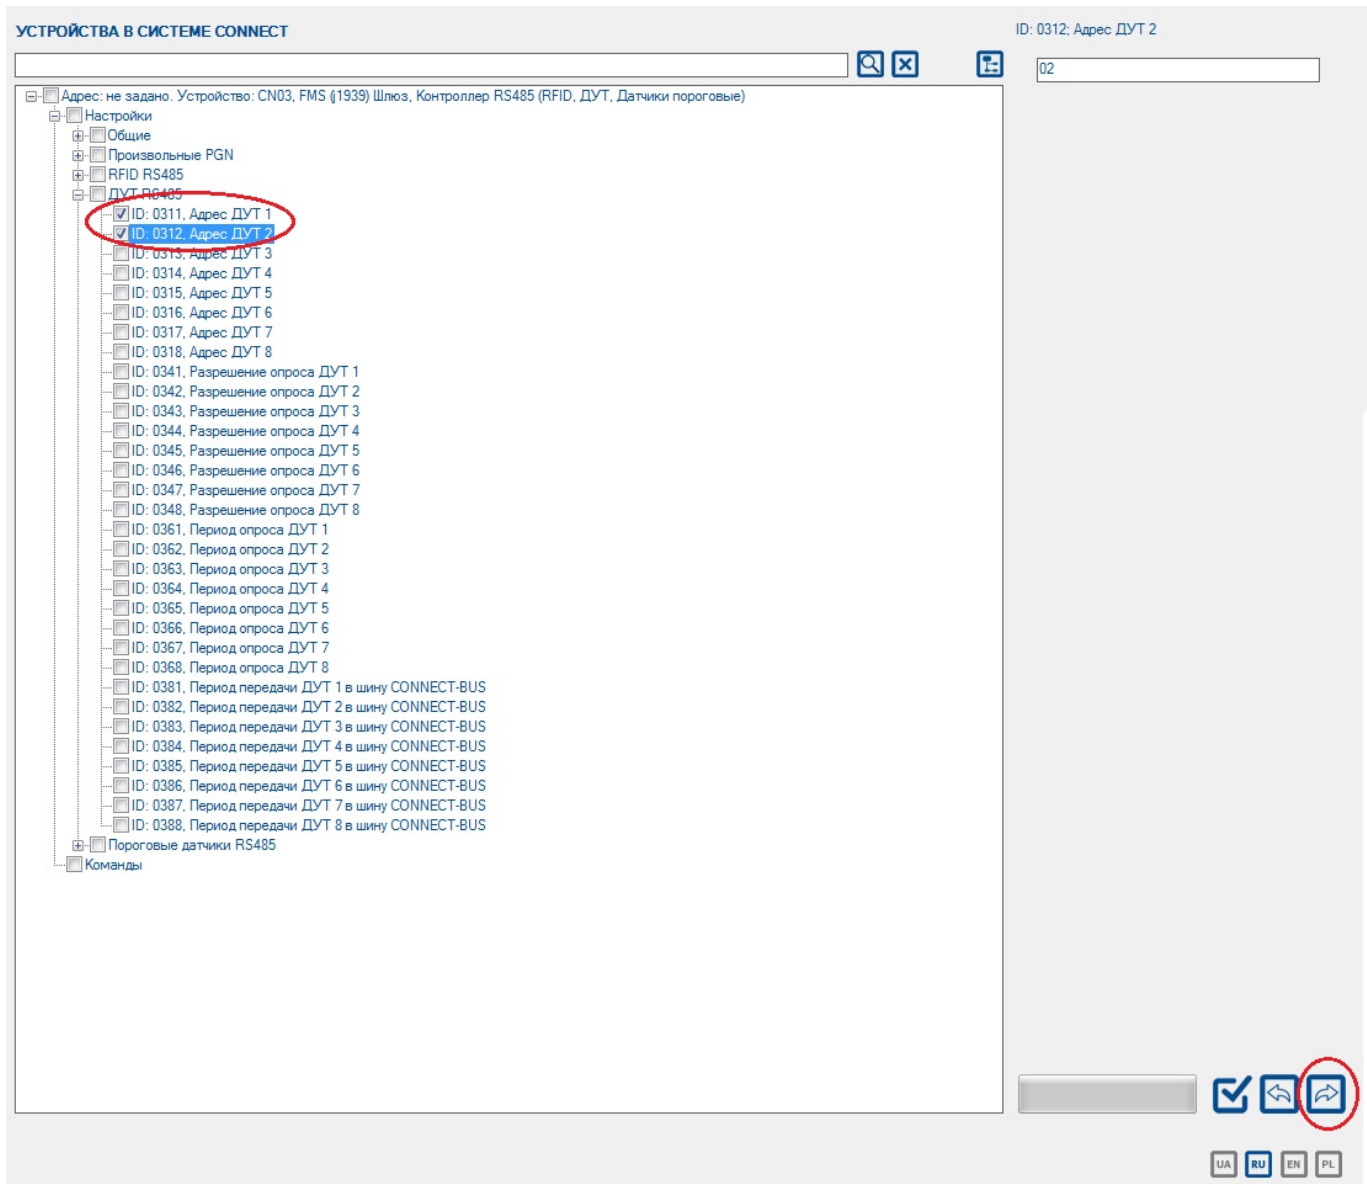 УСТРОЙСТВА В СИСТЕМЕ CONNECT
ID: 0312; Адрес ДУТ 2
02
Адрес: не задано. Устройство: CN03, FMS (j1939) Шлюз, Контроллер RS485 (RFID, ДУТ, Датчики пороговые)
Настройки
Общие
Произвольные PGN
RFID RS485
ДУТ RS485
ID: 0311, Адрес ДУТ 1
ID: 0312, Адрес ДУТ 2
ID: 0313, Адрес ДУТ 3
ID: 0314, Адрес ДУТ 4
ID: 0315, Адрес ДУТ 5
ID: 0316, Адрес ДУТ 6
ID: 0317, Адрес ДУТ 7
ID: 0318, Адрес ДУТ 8
ID: 0341, Разрешение опроса ДУТ 1
ID: 0342, Разрешение опроса ДУТ 2
ID: 0343, Разрешение опроса ДУТ 3
ID: 0344, Разрешение опроса ДУТ 4
ID: 0345, Разрешение опроса ДУТ 5
ID: 0346, Разрешение опроса ДУТ 6
ID: 0347, Разрешение опроса ДУТ 7
ID: 0348, Разрешение опроса ДУТ 8
ID: 0361, Период опроса ДУТ 1
ID: 0362, Период опроса ДУТ 2
ID: 0363, Период опроса ДУТ 3
ID: 0364, Период опроса ДУТ 4
ID: 0365, Период опроса ДУТ 5
ID: 0366, Период опроса ДУТ 6
ID: 0367, Период опроса ДУТ 7
ID: 0368, Период опроса ДУТ 8
ID: 0381, Период передачи ДУТ 1 в шину CONNECT-BUS
ID: 0382, Период передачи ДУТ 2 в шину CONNECT-BUS
ID: 0383, Период передачи ДУТ 3 в шину CONNECT-BUS
ID: 0384, Период передачи ДУТ 4 в шину CONNECT-BUS
ID: 0385, Период передачи ДУТ 5 в шину CONNECT-BUS
ID: 0386, Период передачи ДУТ 6 в шину CONNECT-BUS
ID: 0387, Период передачи ДУТ 7 в шину CONNECT-BUS
ID: 0388, Период передачи ДУТ 8 в шину CONNECT-BUS
Пороговые датчики RS485
Команды
UA RU EN PL